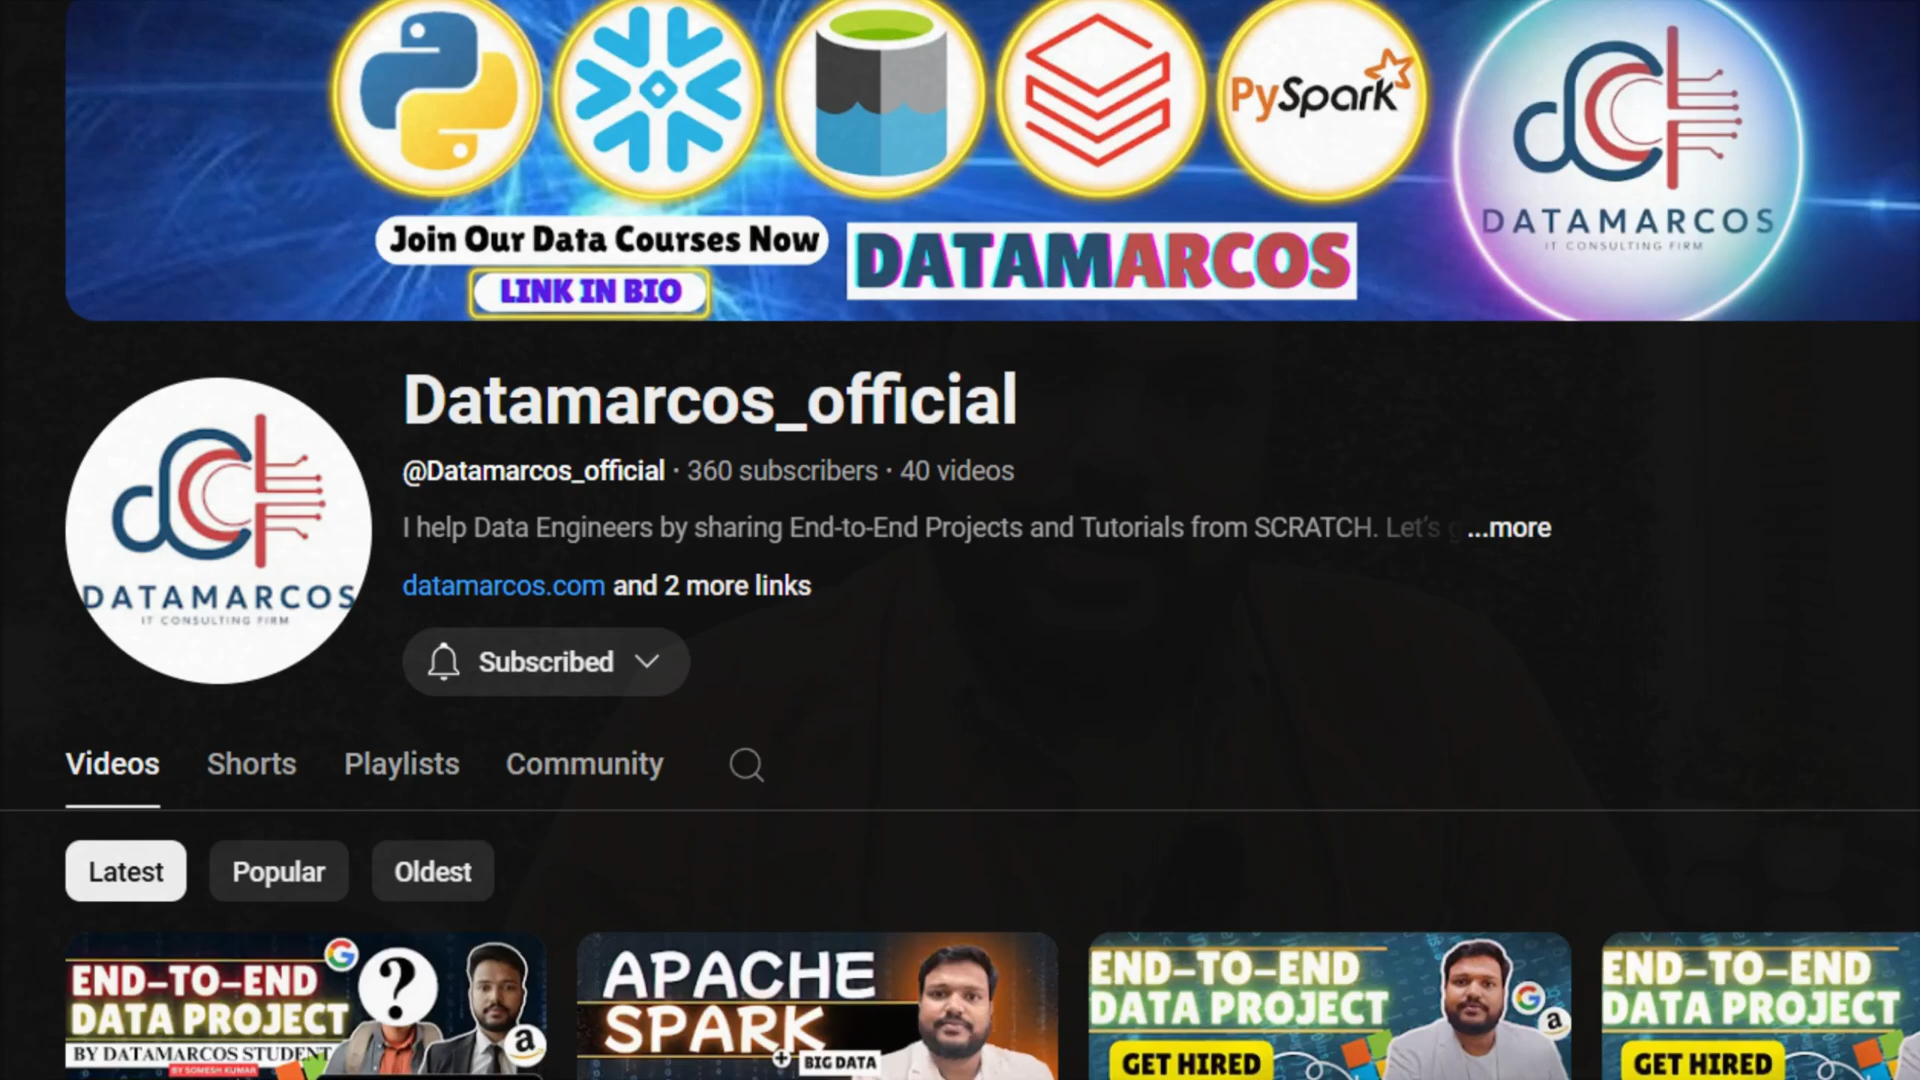 PySpark
DATAMARCOS
IT CONSULTING FIRM
Join Our Data Courses Now
LINK IN BIO
DATAMARCOS
Datamarcos_official
@Datamarcos_official · 360 subscribers · 40 videos
I help Data Engineers by sharing End-to-End Projects and Tutorials from SCRATCH. Let's ...more
datamarcos.com and 2 more links
DATAMARCOS
IT CONSULTING FIRM
Subscribed
Videos Shorts Playlists Community
Latest Popular Oldest
END-TO-END
DATA PROJECT
BY DATAMARCOS STUDENT
BY SOMESH KUMAR
?
G
a
APACHE
SPARK
+ BIG DATA
END-TO-END
DATA PROJECT
GET HIRED
G
a
END-TO-END
DATA PROJECT
GET HIRED